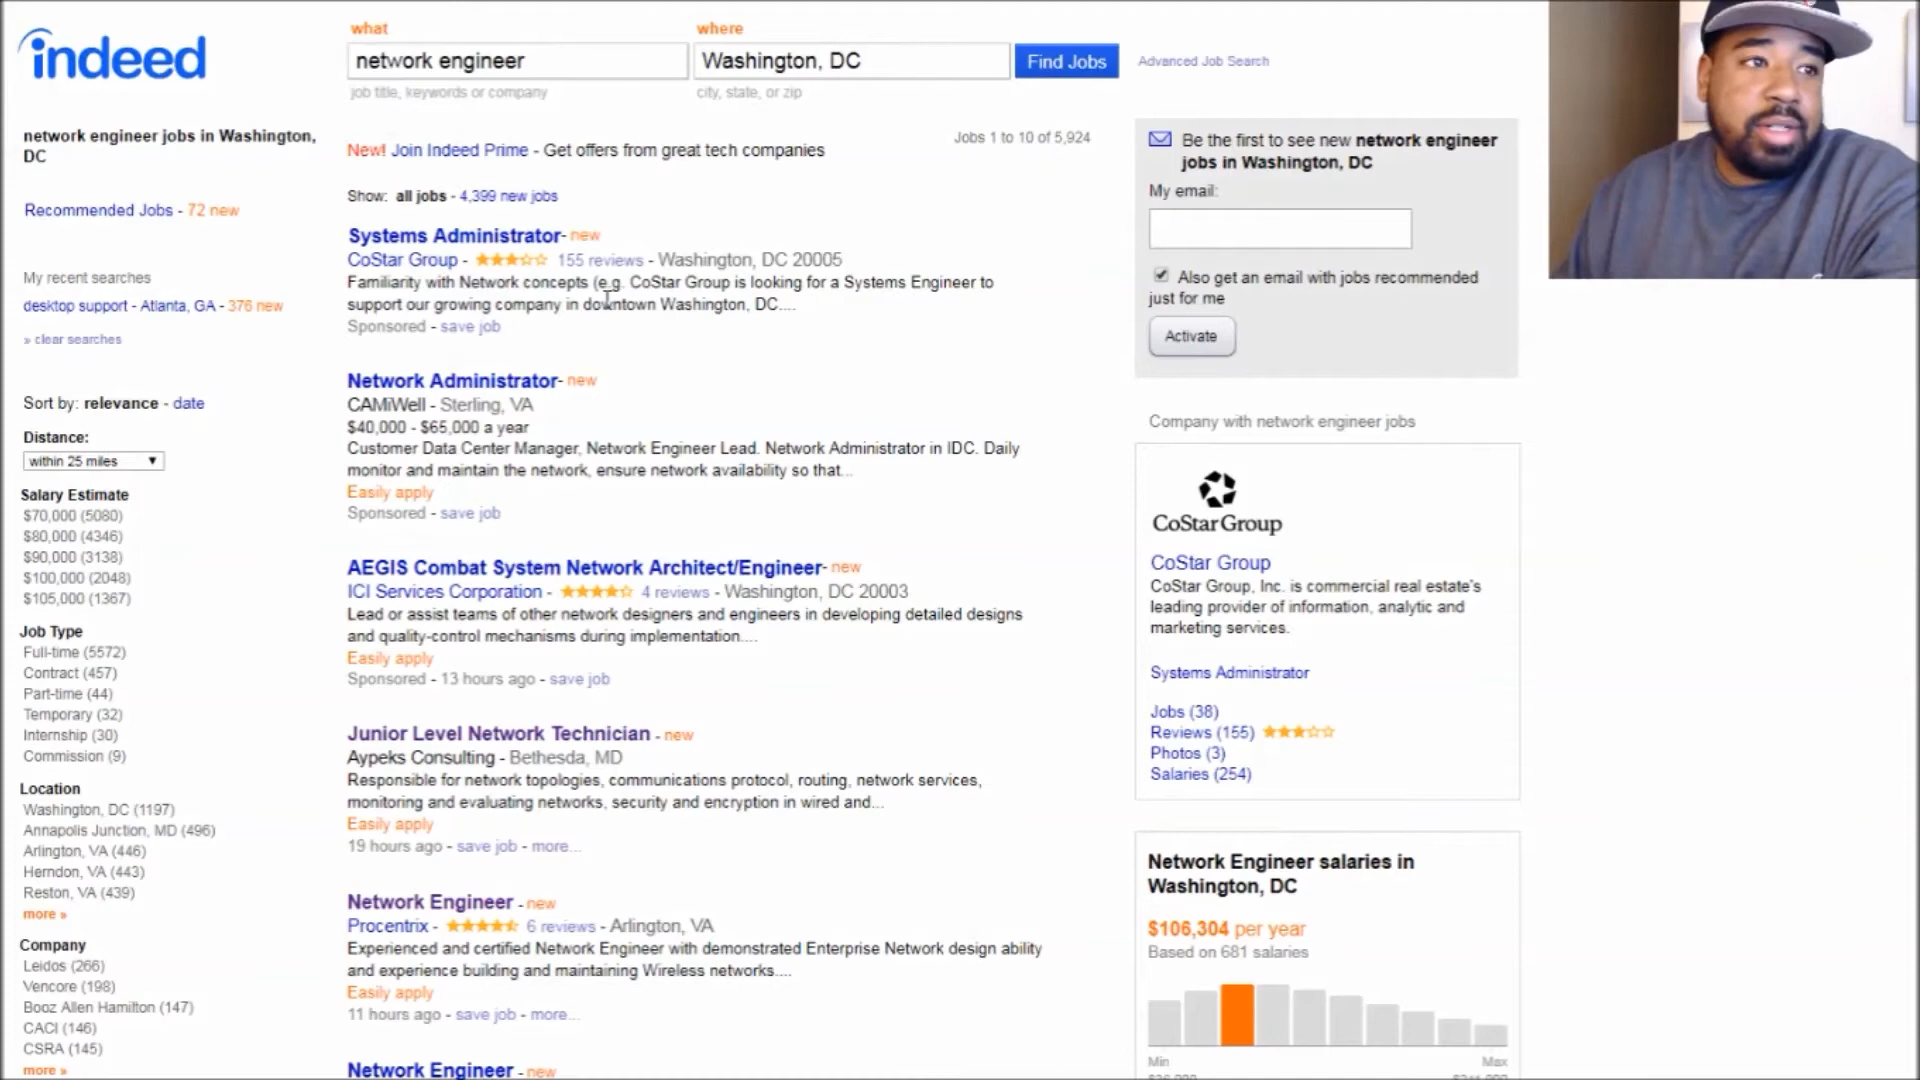 indeed
what
where
network engineer
Washington, DC
Find Jobs
Advanced Job Search
job title, keywords or company
city, state, or zip
network engineer jobs in Washington,
DC
Recommended Jobs - 72 new
My recent searches
desktop support - Atlanta, GA - 376 new
» clear searches
Sort by: relevance - date
Distance:
within 25 miles
Salary Estimate
$70,000 (5080)
$80,000 (4346)
$90,000 (3138)
$100,000 (2048)
$105,000 (1367)
Job Type
Full-time (5572)
Contract (457)
Part-time (44)
Temporary (32)
Internship (30)
Commission (9)
Location
Washington, DC (1197)
Annapolis Junction, MD (496)
Arlington, VA (446)
Herndon, VA (443)
Reston, VA (439)
more »
Company
Leidos (266)
Vencore (198)
Booz Allen Hamilton (147)
CACI (146)
CSRA (145)
more »
Jobs 1 to 10 of 5,924
New! Join Indeed Prime - Get offers from great tech companies
Show: all jobs - 4,399 new jobs
Systems Administrator- new
CoStar Group - 155 reviews - Washington, DC 20005
Familiarity with Network concepts (e.g. CoStar Group is looking for a Systems Engineer to
support our growing company in downtown Washington, DC....
Sponsored - save job
Network Administrator- new
CAMiWell - Sterling, VA
$40,000 - $65,000 a year
Customer Data Center Manager, Network Engineer Lead. Network Administrator in IDC. Daily
monitor and maintain the network, ensure network availability so that...
Easily apply
Sponsored - save job
AEGIS Combat System Network Architect/Engineer- new
ICI Services Corporation - 4 reviews - Washington, DC 20003
Lead or assist teams of other network designers and engineers in developing detailed designs
and quality-control mechanisms during implementation....
Easily apply
Sponsored - 13 hours ago - save job
Junior Level Network Technician - new
Aypeks Consulting - Bethesda, MD
Responsible for network topologies, communications protocol, routing, network services,
monitoring and evaluating networks, security and encryption in wired and...
Easily apply
19 hours ago - save job - more...
Network Engineer - new
Procentrix - 6 reviews - Arlington, VA
Experienced and certified Network Engineer with demonstrated Enterprise Network design ability
and experience building and maintaining Wireless networks....
Easily apply
11 hours ago - save job - more...
Network Engineer - new
Be the first to see new network engineer
jobs in Washington, DC
My email:
Also get an email with jobs recommended
just for me
Activate
Company with network engineer jobs
CoStar Group
CoStar Group
CoStar Group, Inc. is commercial real estate's
leading provider of information, analytic and
marketing services.
Systems Administrator
Jobs (38)
Reviews (155)
Photos (3)
Salaries (254)
Network Engineer salaries in
Washington, DC
$106,304 per year
Based on 681 salaries
Min
Max